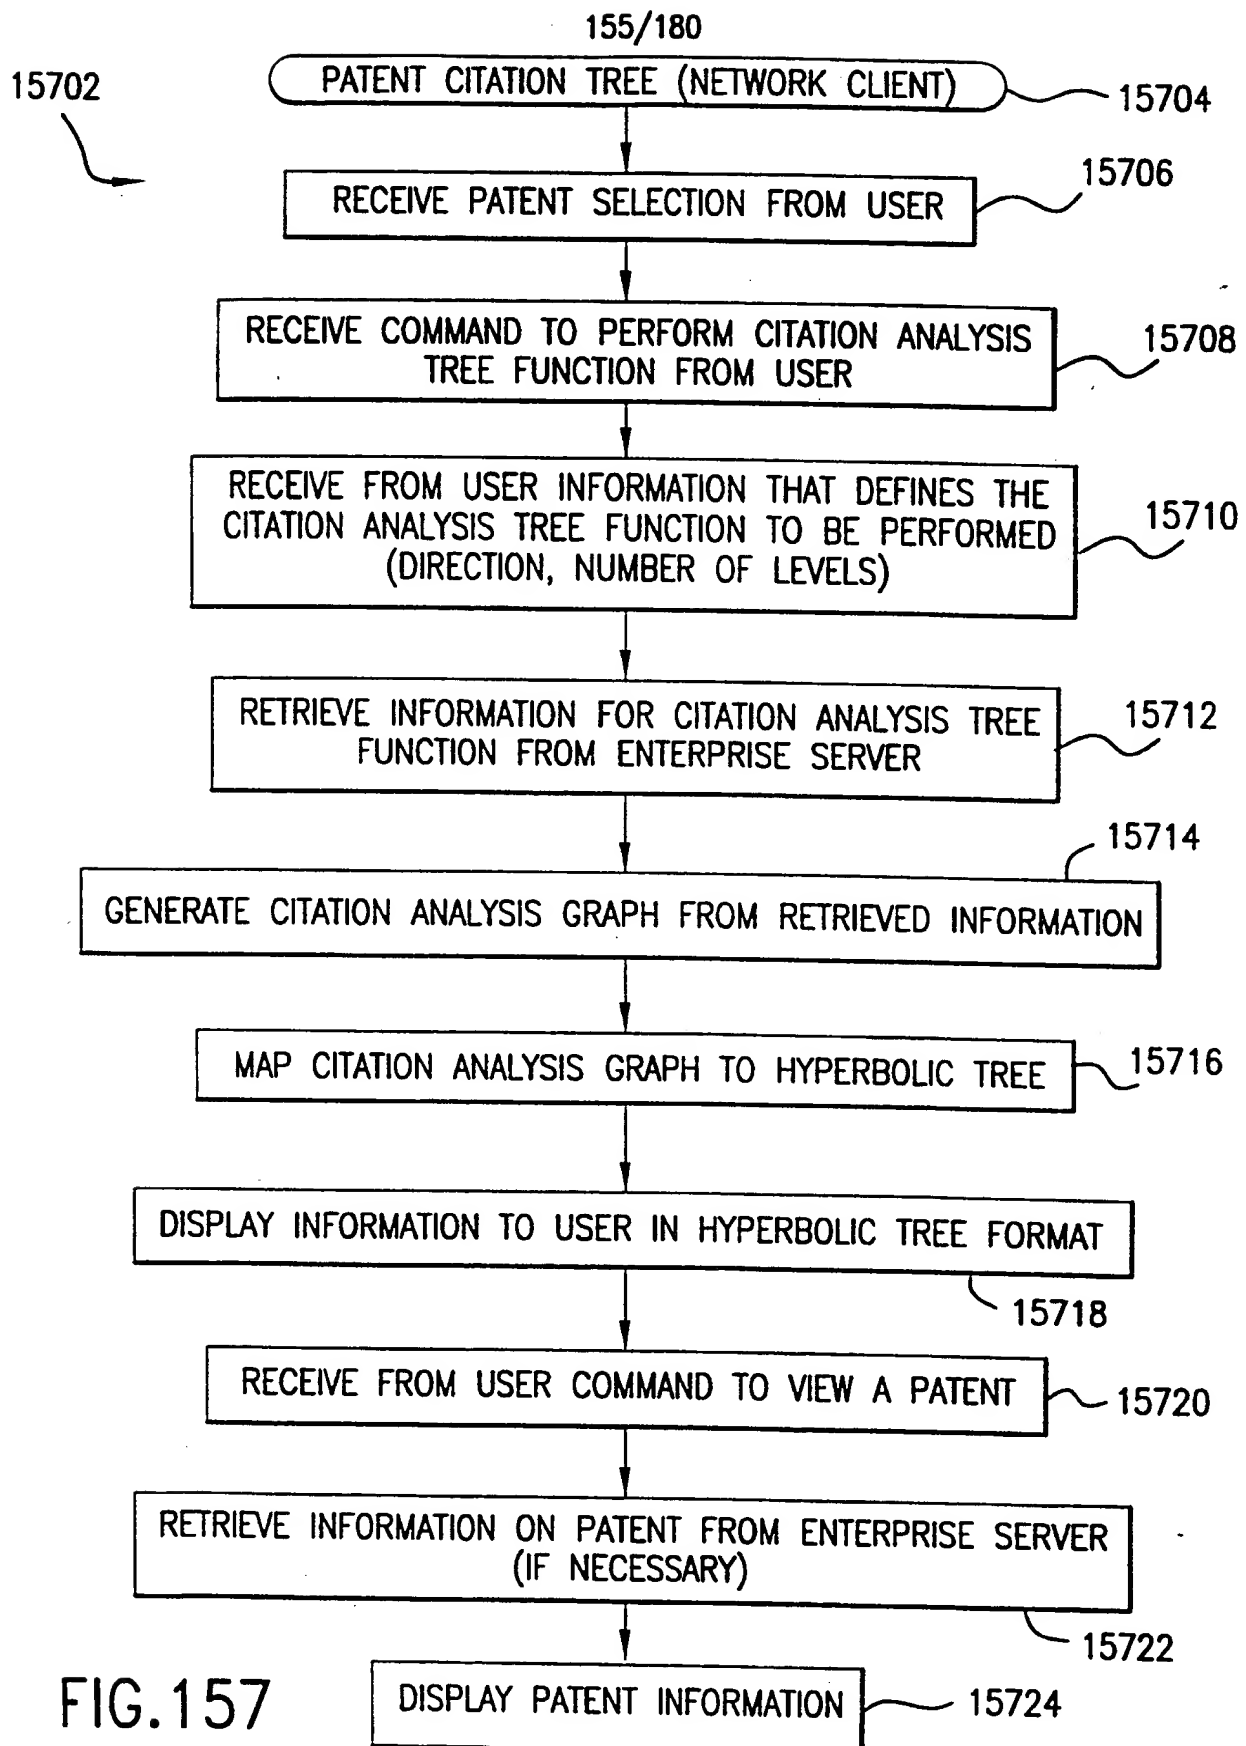 155/180
15702
PATENT CITATION TREE (NETWORK CLIENT)
15704
RECEIVE PATENT SELECTION FROM USER
15706
RECEIVE COMMAND TO PERFORM CITATION ANALYSIS
TREE FUNCTION FROM USER
15708
RECEIVE FROM USER INFORMATION THAT DEFINES THE
CITATION ANALYSIS TREE FUNCTION TO BE PERFORMED
(DIRECTION, NUMBER OF LEVELS)
15710
RETRIEVE INFORMATION FOR CITATION ANALYSIS TREE
FUNCTION FROM ENTERPRISE SERVER
15712
15714
GENERATE CITATION ANALYSIS GRAPH FROM RETRIEVED INFORMATION
MAP CITATION ANALYSIS GRAPH TO HYPERBOLIC TREE
15716
DISPLAY INFORMATION TO USER IN HYPERBOLIC TREE FORMAT
15718
RECEIVE FROM USER COMMAND TO VIEW A PATENT
15720
RETRIEVE INFORMATION ON PATENT FROM ENTERPRISE SERVER
(IF NECESSARY)
15722
DISPLAY PATENT INFORMATION
15724
FIG.157